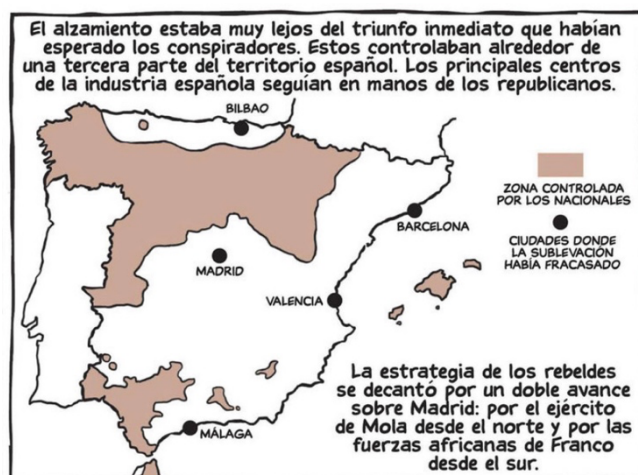 El alzamiento estaba muy lejos del triunfo inmediato que habían
esperado los conspiradores. Estos controlaban alrededor de
una tercera parte del territorio español. Los principales centros
de la industria española seguían en manos de los republicanos.
BILBAO
ZONA CONTROLADA
POR LOS NACIONALES
BARCELONA
CIUDADES DONDE
LA SUBLEVACIÓN
HABÍA FRACASADO
MADRID
VALENCIA
La estrategia de los rebeldes
se decantó por un doble avance
sobre Madrid: por el ejército
de Mola desde el norte y por las
fuerzas africanas de Franco
desde el sur.
MÁLAGA